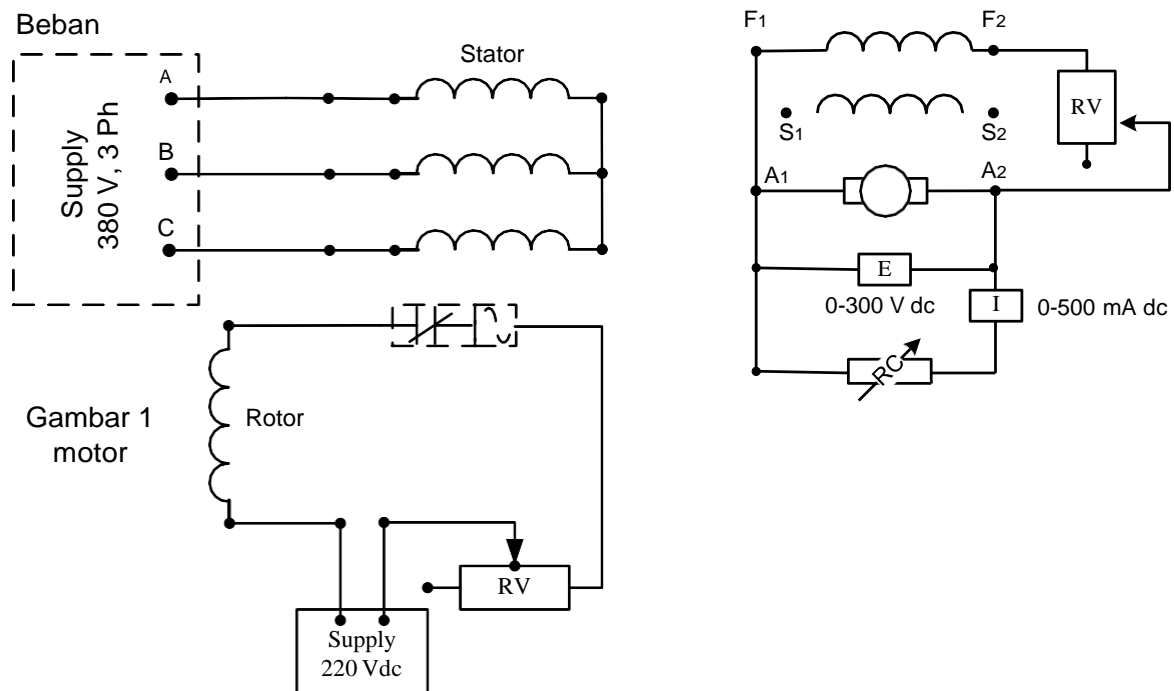 Beban
A
B
C
Supply
380 V, 3 Ph
Stator
Gambar 1
motor
Rotor
RV
Supply
220 Vdc
F1
F2
S1
S2
RV
A1
A2
E
0-300 V dc
I
0-500 mA dc
RC